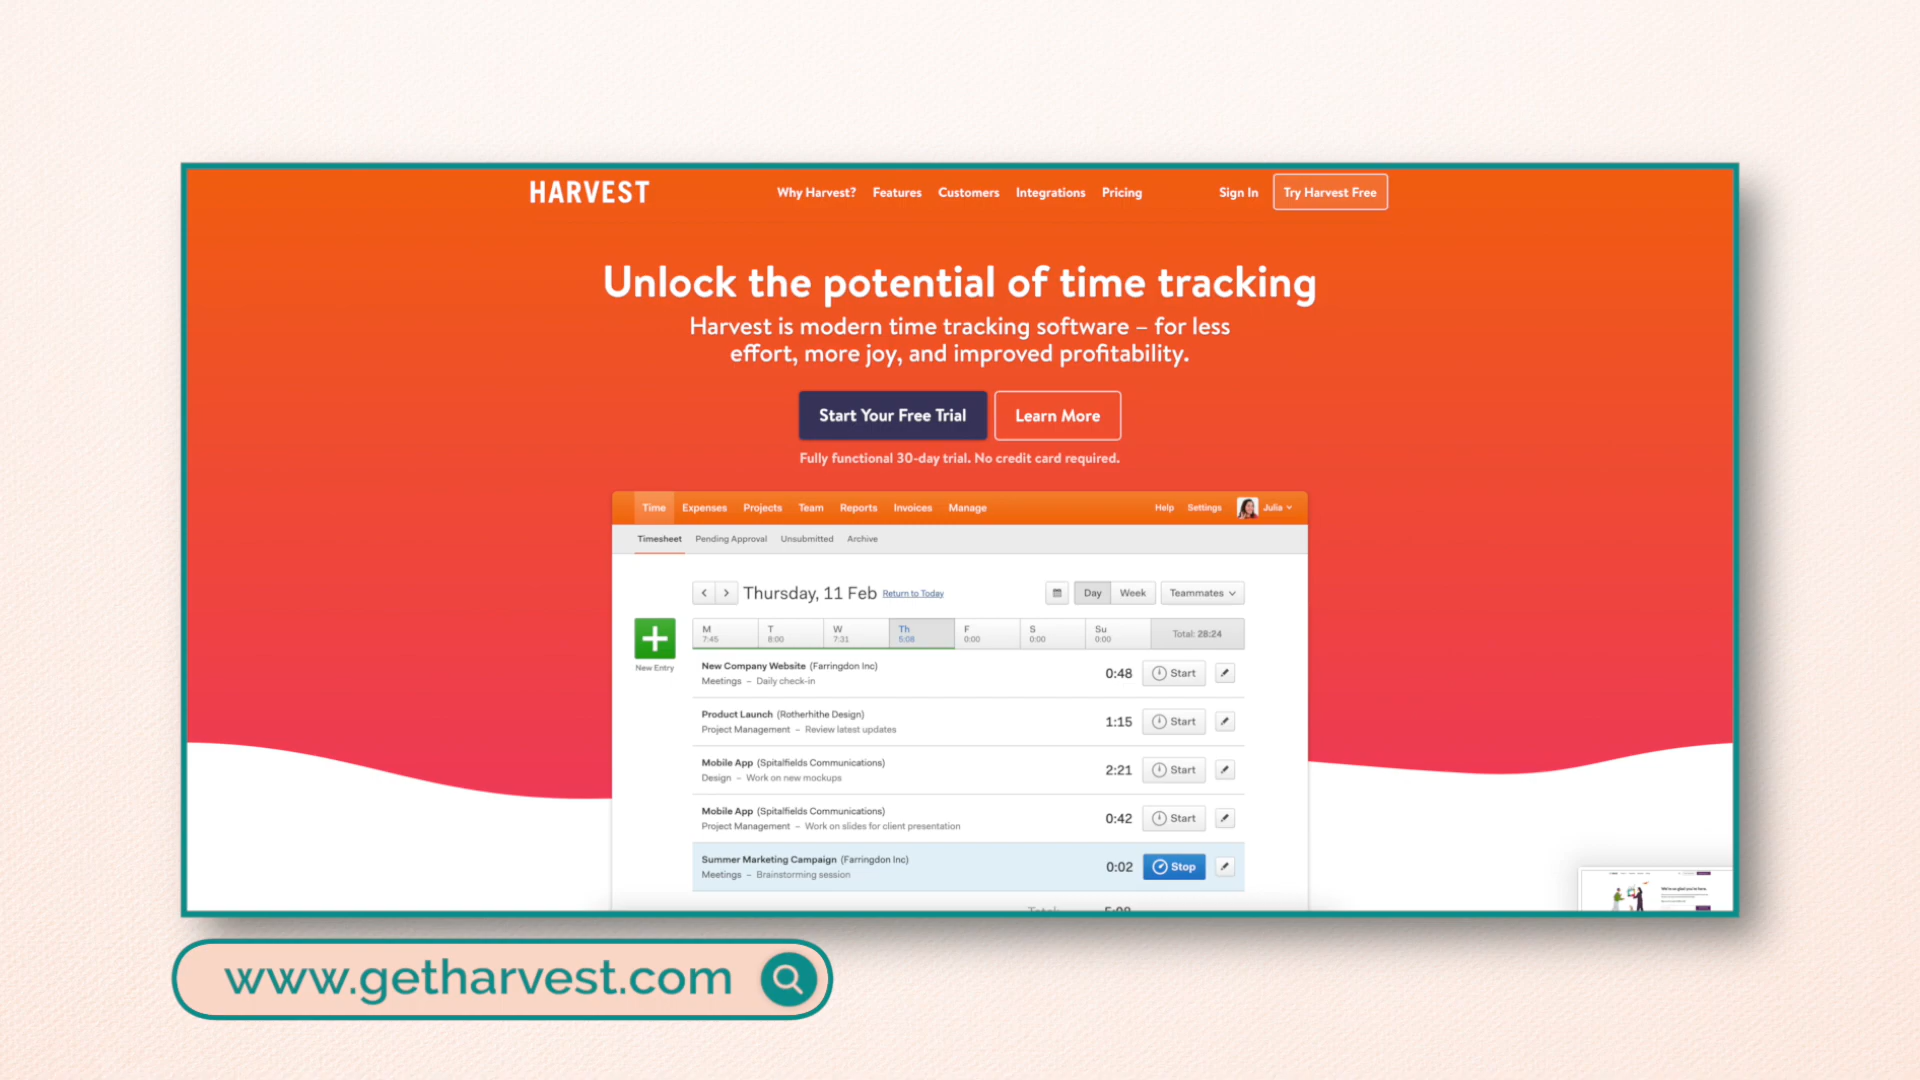 HARVEST
Why Harvest? Features Customers Integrations Pricing
Sign In Try Harvest Free
Unlock the potential of time tracking
Harvest is modern time tracking software – for less
effort, more joy, and improved profitability.
Start Your Free Trial Learn More
Fully functional 30-day trial. No credit card required.
Time Expenses Projects Team Reports Invoices Manage
Help Settings Julia
Timesheet Pending Approval Unsubmitted Archive
Thursday, 11 Feb Return to Today
Day Week Teammates
M T W Th F S Su
7:45 8:00 7:31 5:08 0:00 0:00 0:00
Total: 28:24
New Entry
New Company Website (Farringdon Inc)
Meetings – Daily check-in
0:48 Start
Product Launch (Rotherhithe Design)
Project Management – Review latest updates
1:15 Start
Mobile App (Spitalfields Communications)
Design – Work on new mockups
2:21 Start
Mobile App (Spitalfields Communications)
Project Management – Work on slides for client presentation
0:42 Start
Summer Marketing Campaign (Farringdon Inc)
Meetings – Brainstorming session
0:02 Stop
Total: 5:08
www.getharvest.com